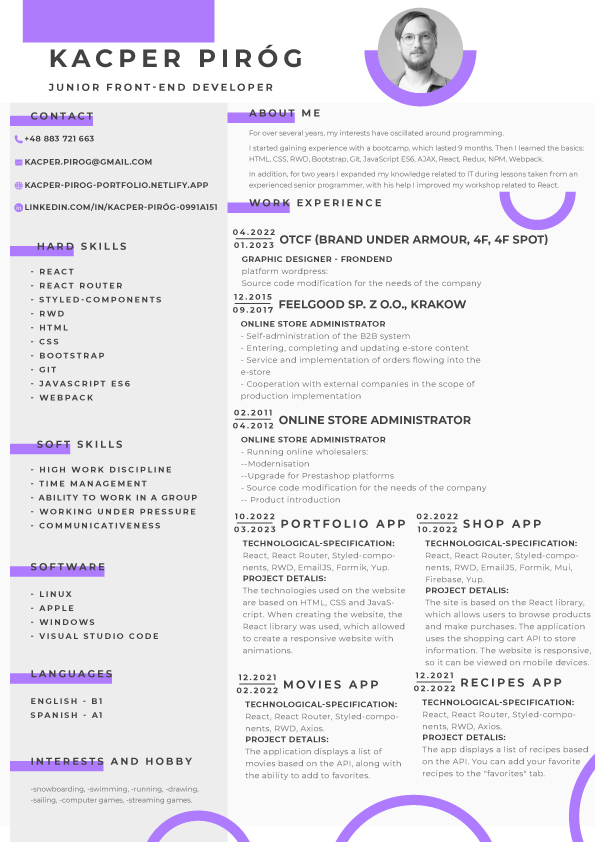 KACPER PIRÓG
JUNIOR FRONT-END DEVELOPER
CONTACT
+48 883 721 663
KACPER.PIROG@GMAIL.COM
KACPER-PIROG-PORTFOLIO.NETLIFY.APP
LINKEDIN.COM/IN/KACPER-PIRÓG-0991A151
HARD SKILLS
- REACT
- REACT ROUTER
- STYLED-COMPONENTS
- RWD
- HTML
- CSS
- BOOTSTRAP
- GIT
- JAVASCRIPT ES6
- WEBPACK
SOFT SKILLS
- HIGH WORK DISCIPLINE
- TIME MANAGEMENT
- ABILITY TO WORK IN A GROUP
- WORKING UNDER PRESSURE
- COMMUNICATIVENESS
SOFTWARE
- LINUX
- APPLE
- WINDOWS
- VISUAL STUDIO CODE
LANGUAGES
ENGLISH - B1
SPANISH - A1
INTERESTS AND HOBBY
-snowboarding, -swimming, -running, -drawing,
-sailing, -computer games, -streaming games.
ABOUT ME
For over several years, my interests have oscillated around programming.
I started gaining experience with a bootcamp, which lasted 9 months. Then I learned the basics:
HTML, CSS, RWD, Bootstrap, Git, JavaScript ES6, AJAX, React, Redux, NPM, Webpack.
In addition, for two years I expanded my knowledge related to IT during lessons taken from an
experienced senior programmer, with his help I improved my workshop related to React.
WORK EXPERIENCE
04.2022
01.2023
OTCF (BRAND UNDER ARMOUR, 4F, 4F SPOT)
GRAPHIC DESIGNER - FRONDEND
platform wordpress:
Source code modification for the needs of the company
12.2015
09.2017
FEELGOOD SP. Z O.O., KRAKOW
ONLINE STORE ADMINISTRATOR
- Self-administration of the B2B system
- Entering, completing and updating e-store content
- Service and implementation of orders flowing into the
e-store
- Cooperation with external companies in the scope of
production implementation
02.2011
04.2012
ONLINE STORE ADMINISTRATOR
ONLINE STORE ADMINISTRATOR
- Running online wholesalers:
--Modernisation
--Upgrade for Prestashop platforms
- Source code modification for the needs of the company
-- Product introduction
10.2022
03.2023
PORTFOLIO APP
TECHNOLOGICAL-SPECIFICATION:
React, React Router, Styled-compo-
nents, RWD, EmailJS, Formik, Yup.
PROJECT DETALIS:
The technologies used on the website
are based on HTML, CSS and JavaS-
cript. When creating the website, the
React library was used, which allowed
to create a responsive website with
animations.
02.2022
10.2022
SHOP APP
TECHNOLOGICAL-SPECIFICATION:
React, React Router, Styled-compo-
nents, RWD, EmailJS, Formik, Mui,
Firebase, Yup.
PROJECT DETALIS:
The site is based on the React library,
which allows users to browse products
and make purchases. The application
uses the shopping cart API to store
information. The website is responsive,
so it can be viewed on mobile devices.
12.2021
02.2022
MOVIES APP
TECHNOLOGICAL-SPECIFICATION:
React, React Router, Styled-compo-
nents, RWD, Axios.
PROJECT DETALIS:
The application displays a list of
movies based on the API, along with
the ability to add to favorites.
12.2021
02.2022
RECIPES APP
TECHNOLOGICAL-SPECIFICATION:
React, React Router, Styled-compo-
nents, RWD, Axios.
PROJECT DETALIS:
The app displays a list of recipes based
on the API. You can add your favorite
recipes to the "favorites" tab.